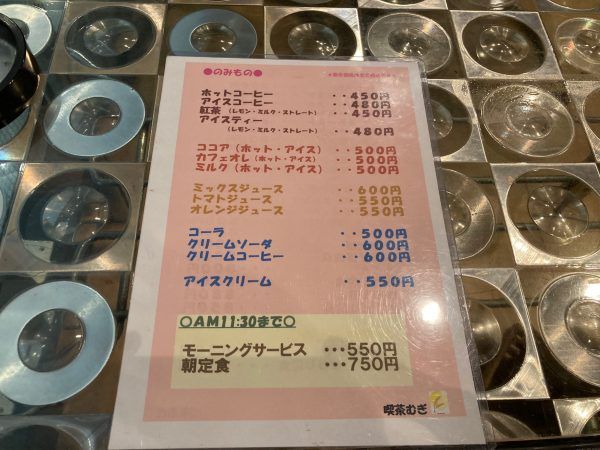 ●のみもの●
ホットコーヒー ・・450円
アイスコーヒー ・・480円
紅茶（レモン・ミルク・ストレート） ・・450円
アイスティー
（レモン・ミルク・ストレート） ・・480円
ココア（ホット・アイス） ・・500円
カフェオレ（ホット・アイス） ・・500円
ミルク（ホット・アイス） ・・500円
ミックスジュース ・・600円
トマトジュース ・・550円
オレンジジュース ・・550円
コーラ ・・500円
クリームソーダ ・・600円
クリームコーヒー ・・600円
アイスクリーム ・・550円
○AM11:30まで○
モーニングサービス ・・・550円
朝定食 ・・・750円
喫茶むぎ